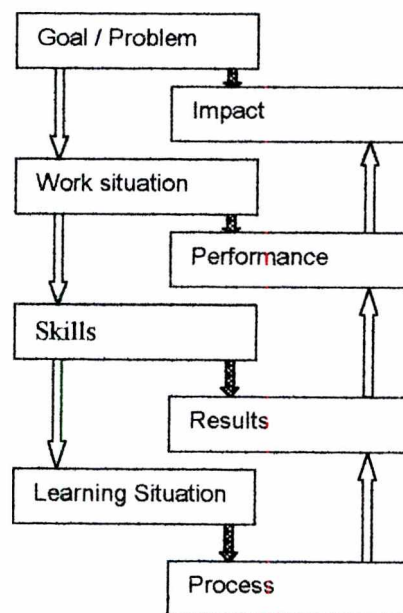 Goal / Problem
Impact
Work situation
Performance
Skills
Results
Learning Situation
Process